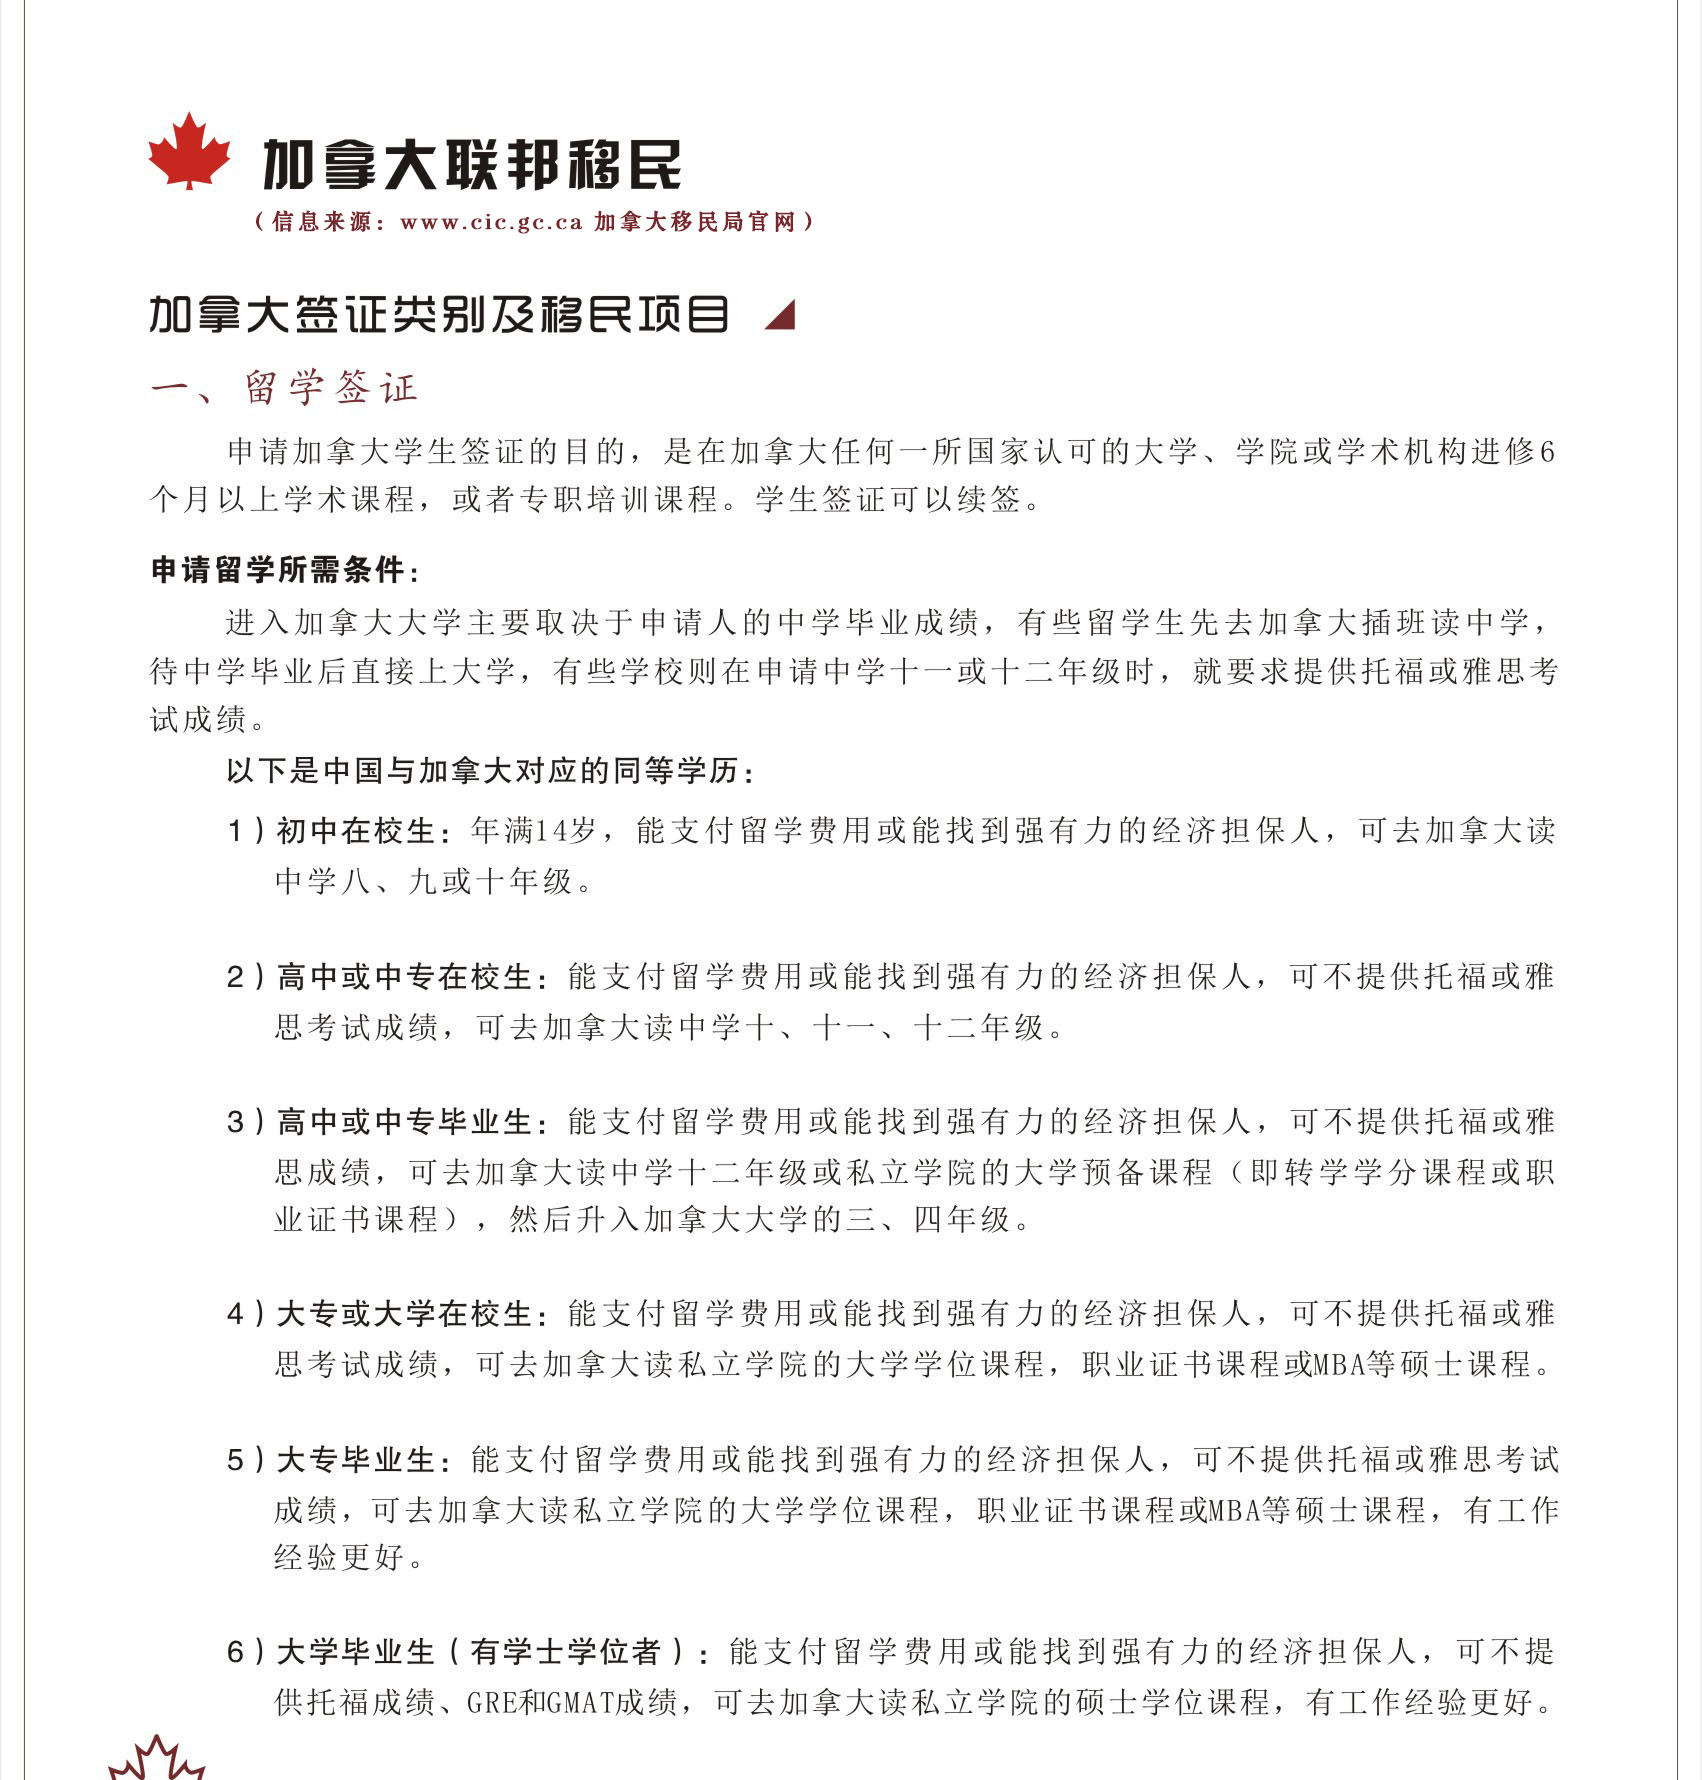 加拿大联邦移民
（信息来源：www.cic.gc.ca 加拿大移民局官网）
加拿大签证类别及移民项目
一、留学签证
申请加拿大学生签证的目的，是在加拿大任何一所国家认可的大学、学院或学术机构进修6
个月以上学术课程，或者专职培训课程。学生签证可以续签。
申请留学所需条件：
进入加拿大大学主要取决于申请人的中学毕业成绩，有些留学生先去加拿大插班读中学，
待中学毕业后直接上大学，有些学校则在申请中学十一或十二年级时，就要求提供托福或雅思考
试成绩。
以下是中国与加拿大对应的同等学历：
1）初中在校生：年满14岁，能支付留学费用或能找到强有力的经济担保人，可去加拿大读
中学八、九或十年级。
2）高中或中专在校生：能支付留学费用或能找到强有力的经济担保人，可不提供托福或雅
思考试成绩，可去加拿大读中学十、十一、十二年级。
3）高中或中专毕业生：能支付留学费用或能找到强有力的经济担保人，可不提供托福或雅
思成绩，可去加拿大读中学十二年级或私立学院的大学预备课程（即转学学分课程或职
业证书课程），然后升入加拿大大学的三、四年级。
4）大专或大学在校生：能支付留学费用或能找到强有力的经济担保人，可不提供托福或雅
思考试成绩，可去加拿大读私立学院的大学学位课程，职业证书课程或MBA等硕士课程。
5）大专毕业生：能支付留学费用或能找到强有力的经济担保人，可不提供托福或雅思考试
成绩，可去加拿大读私立学院的大学学位课程，职业证书课程或MBA等硕士课程，有工作
经验更好。
6）大学毕业生（有学士学位者）：能支付留学费用或能找到强有力的经济担保人，可不提
供托福成绩、GRE和GMAT成绩，可去加拿大读私立学院的硕士学位课程，有工作经验更好。